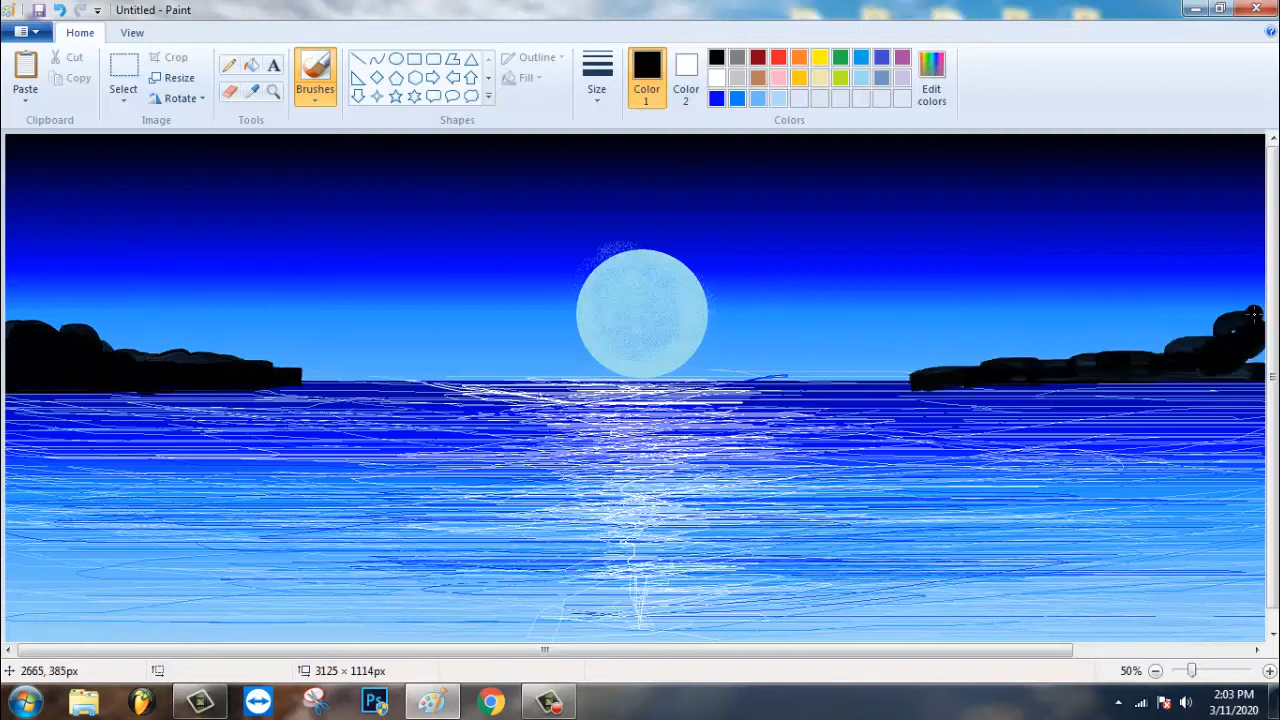 Untitled - Paint
Home View
Paste
Cut
Copy
Clipboard
Select
Crop
Resize
Rotate
Image
A
Tools
Brushes
Outline
Fill
Shapes
Size
Color 1
Color 2
Edit colors
Colors
2665, 385px
3125 × 1114px
50%
Ps
2:03 PM
3/11/2020